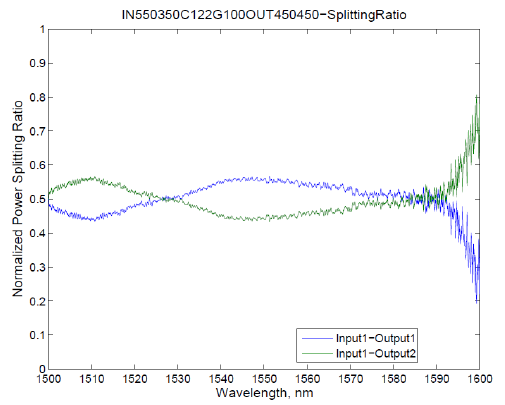 IN550350C122G100OUT450450−SplittingRatio
Normalized Power Splitting Ratio
1
0.9
0.8
0.7
0.6
0.5
0.4
0.3
0.2
0.1
0
Input1−Output1
Input1−Output2
1500 1510 1520 1530 1540 1550 1560 1570 1580 1590 1600
Wavelength, nm